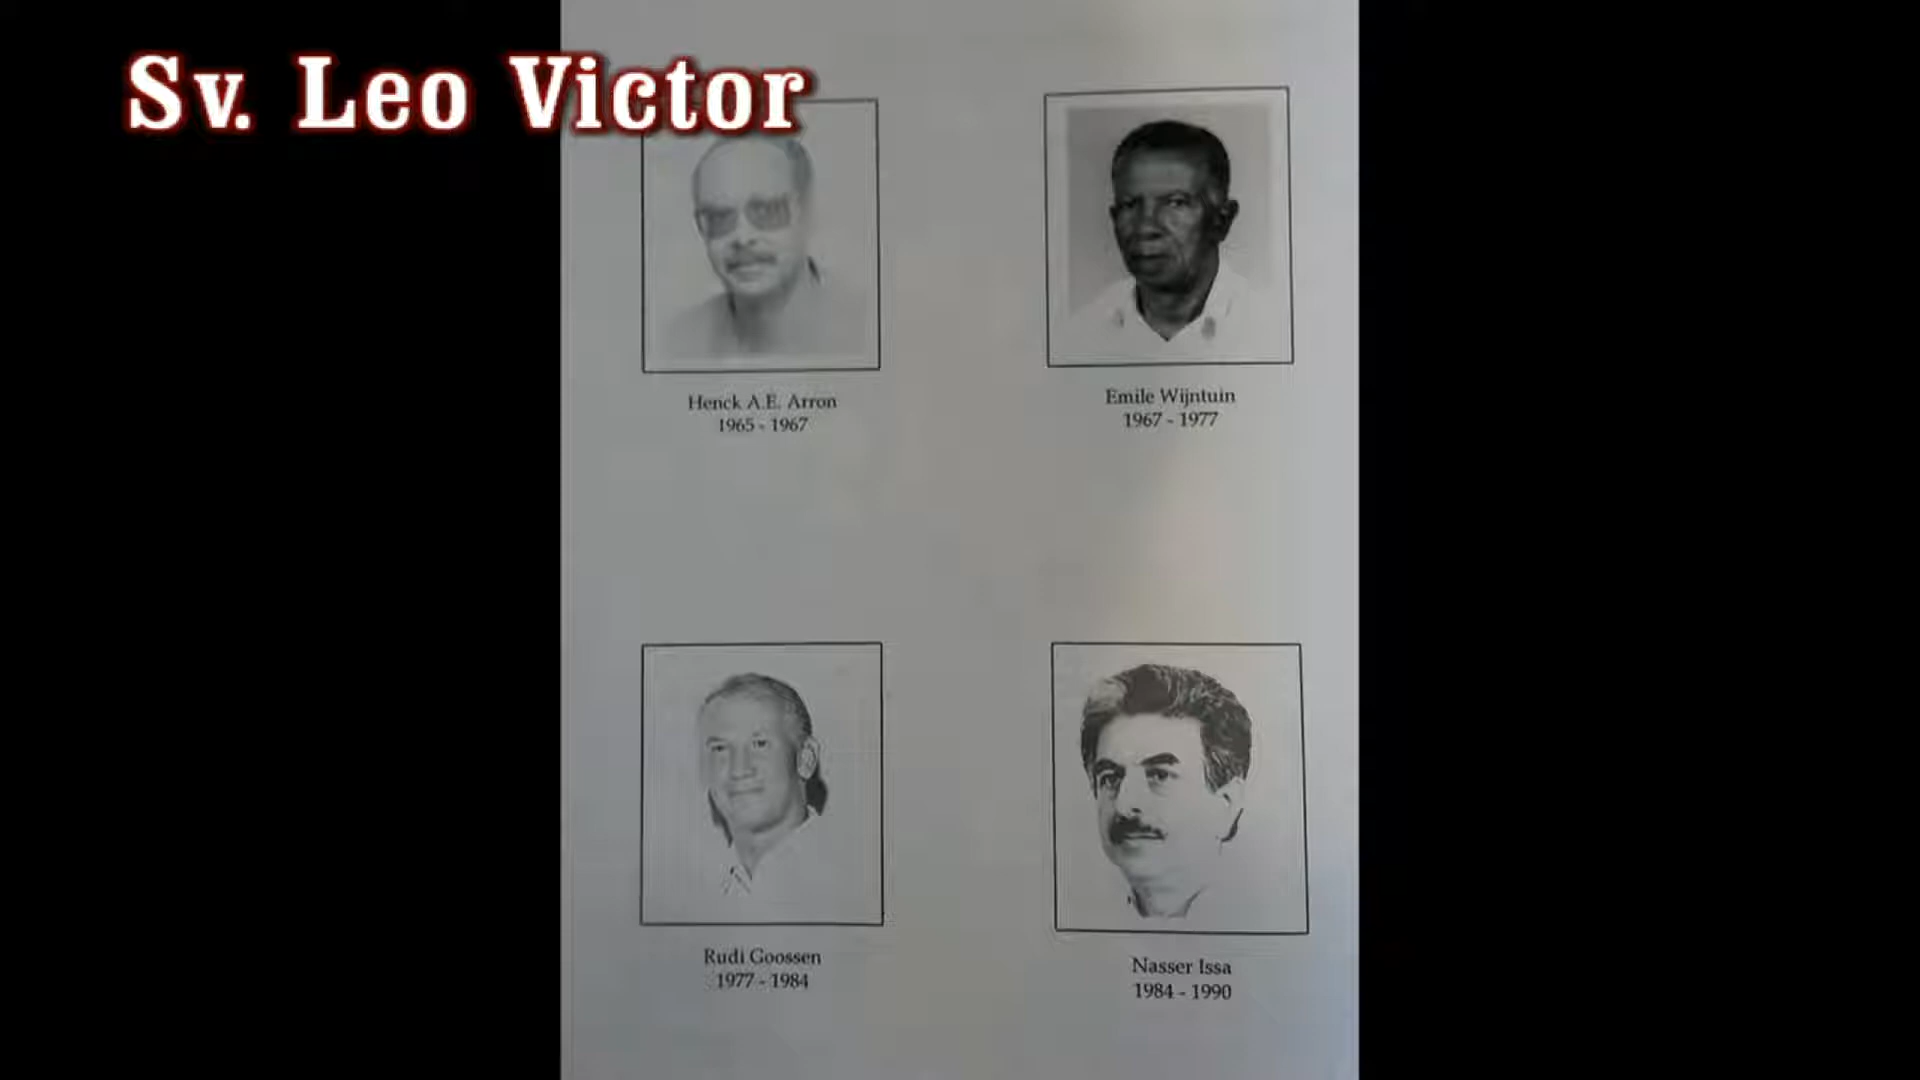 Sv. Leo Victor
Henck A.E. Arron
1965 - 1967
Emile Wijntuin
1967 - 1977
Rudi Goossen
1977 - 1984
Nasser Issa
1984 - 1990